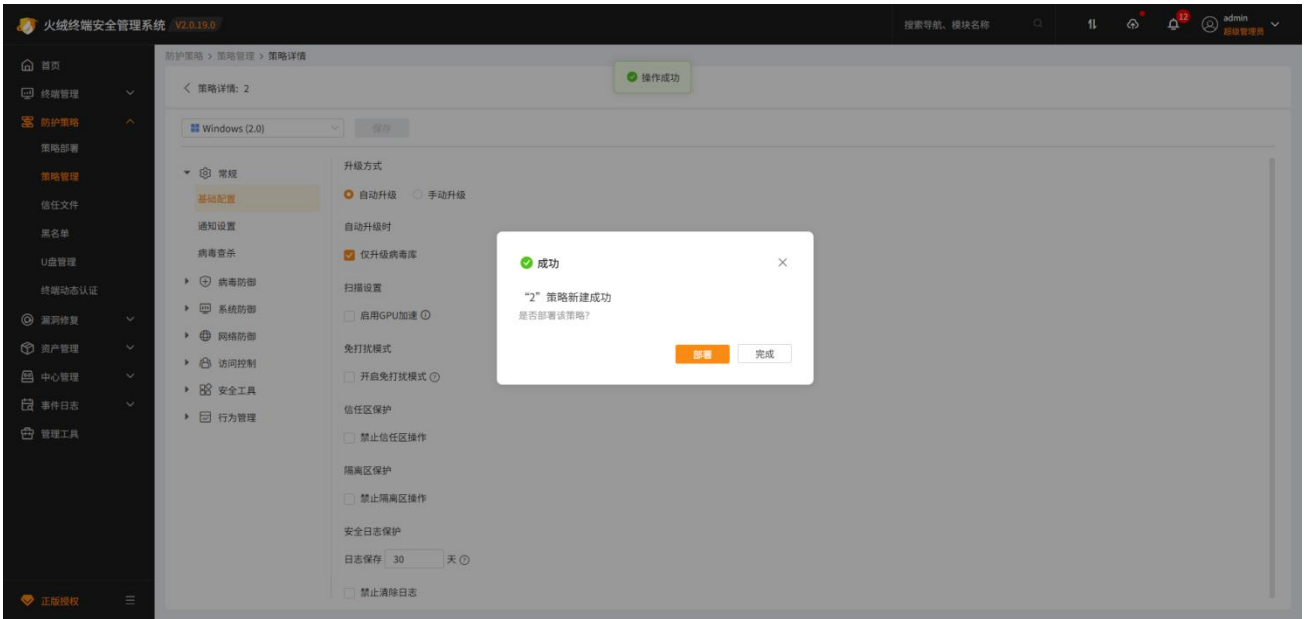 火绒终端安全管理系统 V2.0.19.0
搜索导航、模块名称
12
admin
超级管理员
首页
终端管理
防护策略
策略部署
策略管理
信任文件
黑名单
U盘管理
终端动态认证
漏洞修复
资产管理
中心管理
事件日志
管理工具
正版授权
防护策略 > 策略管理 > 策略详情
操作成功
策略详情: 2
Windows (2.0)
保存
常规
基础配置
通知设置
病毒查杀
病毒防御
系统防御
网络防御
访问控制
安全工具
行为管理
升级方式
自动升级 手动升级
自动升级时
仅升级病毒库
扫描设置
启用GPU加速
免打扰模式
开启免打扰模式
信任区保护
禁止信任区操作
隔离区保护
禁止隔离区操作
安全日志保护
日志保存 30 天
禁止清除日志
成功
“2”策略新建成功
是否部署该策略?
部署 完成